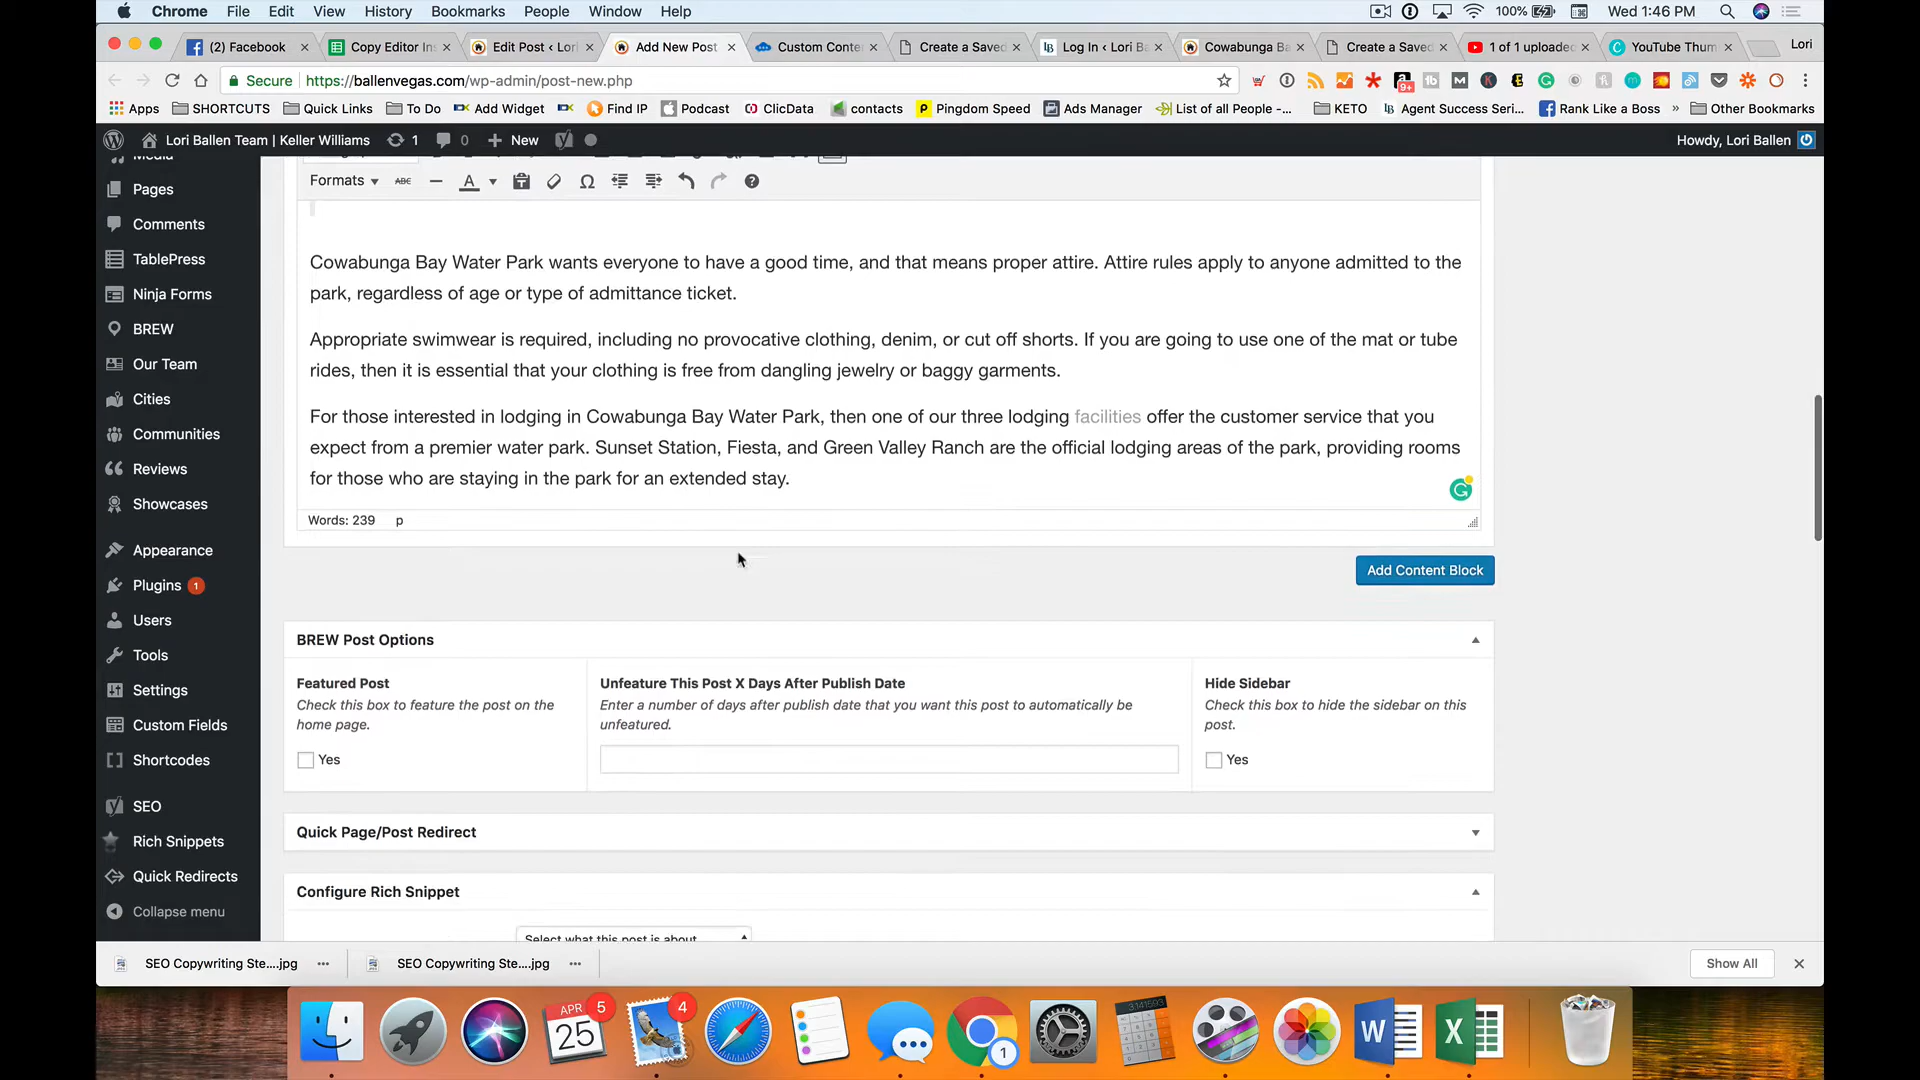 Chrome File Edit View History Bookmarks People Window Help 100% Wed 1:46 PM
(2) Facebook Copy Editor Ins Edit Post ‹ Lori Add New Post Custom Conte Create a Saved Log In ‹ Lori Ba Cowabunga Ba Create a Saved 1 of 1 uploaded YouTube Thum Lori
Secure https://ballenvegas.com/wp-admin/post-new.php
Apps SHORTCUTS Quick Links To Do Add Widget Find IP Podcast ClicData contacts Pingdom Speed Ads Manager List of all People -... KETO Agent Success Seri... Rank Like a Boss » Other Bookmarks
Lori Ballen Team | Keller Williams 1 0 New Howdy, Lori Ballen
Media
Pages
Comments
TablePress
Ninja Forms
BREW
Our Team
Cities
Communities
Reviews
Showcases
Appearance
Plugins 1
Users
Tools
Settings
Custom Fields
Shortcodes
SEO
Rich Snippets
Quick Redirects
Collapse menu
Formats ABC A
Cowabunga Bay Water Park wants everyone to have a good time, and that means proper attire. Attire rules apply to anyone admitted to the
park, regardless of age or type of admittance ticket.
Appropriate swimwear is required, including no provocative clothing, denim, or cut off shorts. If you are going to use one of the mat or tube
rides, then it is essential that your clothing is free from dangling jewelry or baggy garments.
For those interested in lodging in Cowabunga Bay Water Park, then one of our three lodging facilities offer the customer service that you
expect from a premier water park. Sunset Station, Fiesta, and Green Valley Ranch are the official lodging areas of the park, providing rooms
for those who are staying in the park for an extended stay.
Words: 239 p
Add Content Block
BREW Post Options
Featured Post
Check this box to feature the post on the
home page.
Yes
Unfeature This Post X Days After Publish Date
Enter a number of days after publish date that you want this post to automatically be
unfeatured.
Hide Sidebar
Check this box to hide the sidebar on this
post.
Yes
Quick Page/Post Redirect
Configure Rich Snippet
Select what this post is about
SEO Copywriting Ste....jpg SEO Copywriting Ste....jpg Show All
APR 25 5 4 1 3.141593 W X